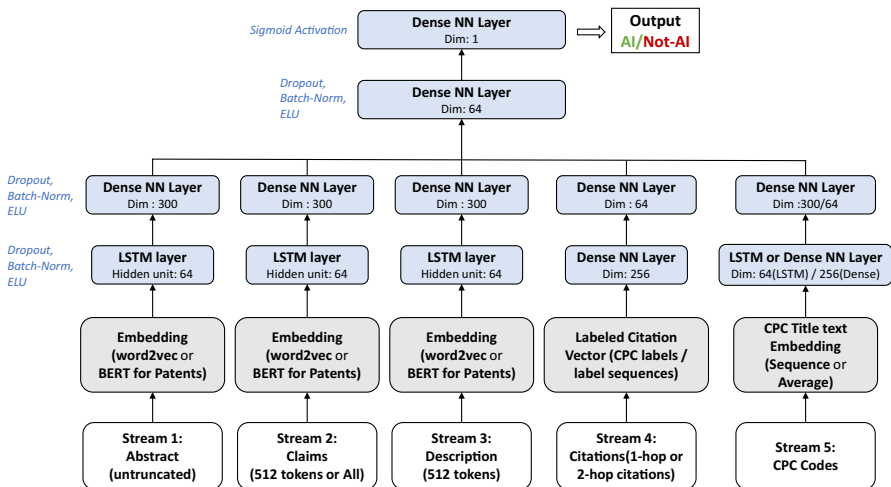 Sigmoid Activation
Dense NN Layer
Dim: 1
Output
AI/Not-AI
Dropout,
Batch-Norm,
ELU
Dense NN Layer
Dim: 64
Dropout,
Batch-Norm,
ELU
Dense NN Layer
Dim : 300
Dense NN Layer
Dim : 300
Dense NN Layer
Dim : 300
Dense NN Layer
Dim: 64
Dense NN Layer
Dim :300/64
Dropout,
Batch-Norm,
ELU
LSTM layer
Hidden unit: 64
LSTM layer
Hidden unit: 64
LSTM layer
Hidden unit: 64
Dense NN Layer
Dim: 256
LSTM or Dense NN Layer
Dim: 64(LSTM) / 256(Dense)
Embedding
(word2vec or
BERT for Patents)
Embedding
(word2vec or
BERT for Patents)
Embedding
(word2vec or
BERT for Patents)
Labeled Citation
Vector (CPC labels /
label sequences)
CPC Title text
Embedding
(Sequence or
Average)
Stream 1:
Abstract
(untruncated)
Stream 2:
Claims
(512 tokens or All)
Stream 3:
Description
(512 tokens)
Stream 4:
Citations(1-hop or
2-hop citations)
Stream 5:
CPC Codes